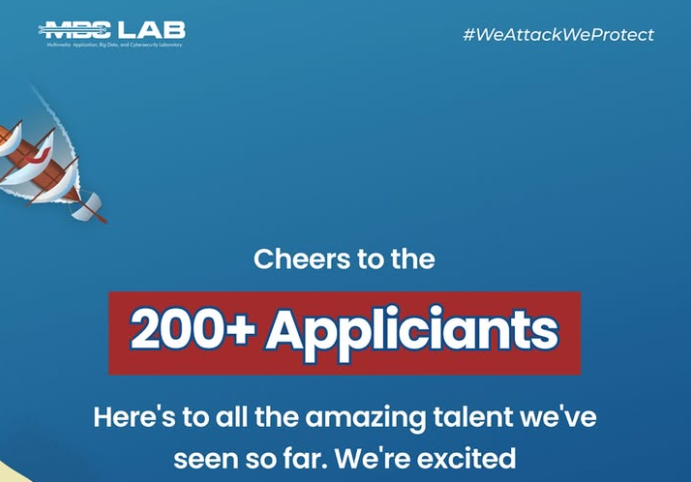 MBC LAB
#WeAttackWeProtect
Multimedia Application, Big Data, and Cybersecurity Laboratory
Cheers to the
200+ Appliciants
Here's to all the amazing talent we've
seen so far. We're excited